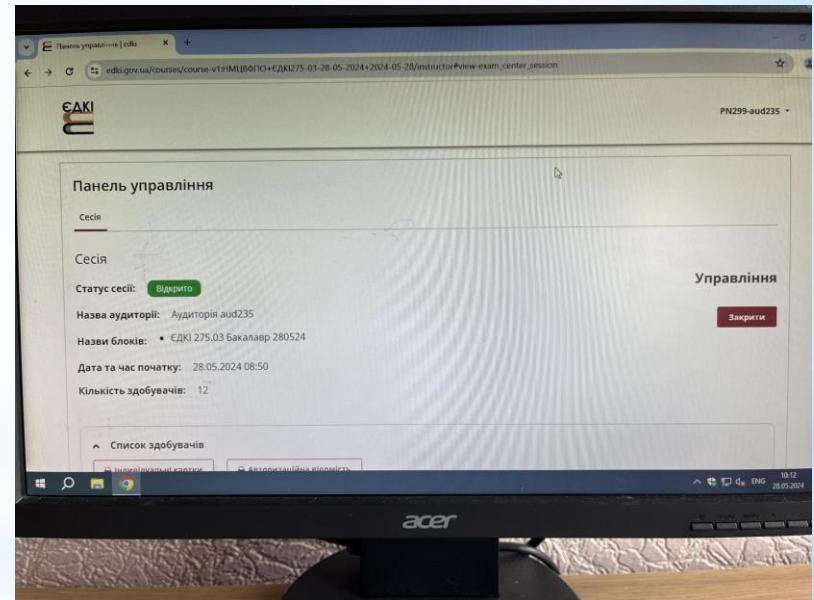 Панель управління | edki
edki.gov.ua/courses/course-v1:НМЦВФПО+ЄДКІ275-03-28-05-2024+2024-05-28/instructor#view-exam_center_session
ЄДКІ
PN299-aud235
Панель управління
Сесія
Сесія
Управління
Статус сесії: Відкрито
Назва аудиторії: Аудиторія aud235
Закрити
Назви блоків: • ЄДКІ 275.03 Бакалавр 280524
Дата та час початку: 28.05.2024 08:50
Кількість здобувачів: 12
Список здобувачів
Індивідуальні картки Авторизаційна відомість
ENG 10:12
28.05.2024
acer